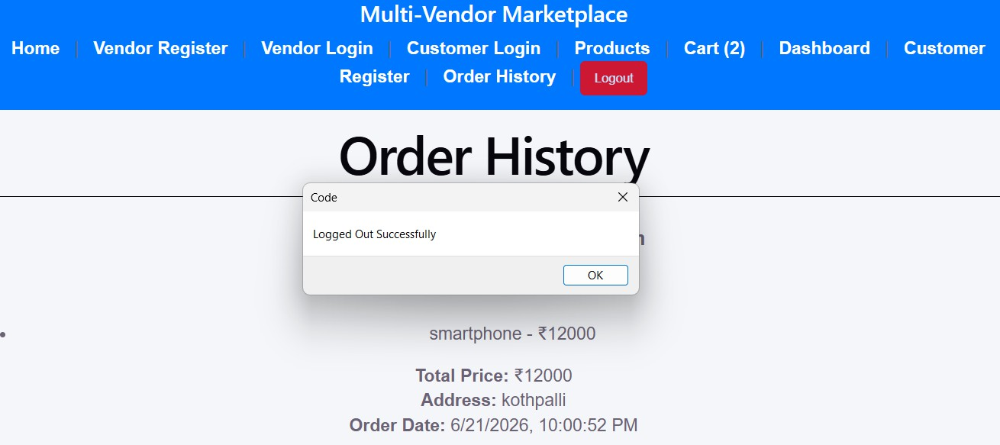 Multi-Vendor Marketplace
Home | Vendor Register | Vendor Login | Customer Login | Products | Cart (2) | Dashboard | Customer
Register | Order History | Logout
Order History
Code
Logged Out Successfully
OK
• smartphone - ₹12000
Total Price: ₹12000
Address: kothpalli
Order Date: 6/21/2026, 10:00:52 PM